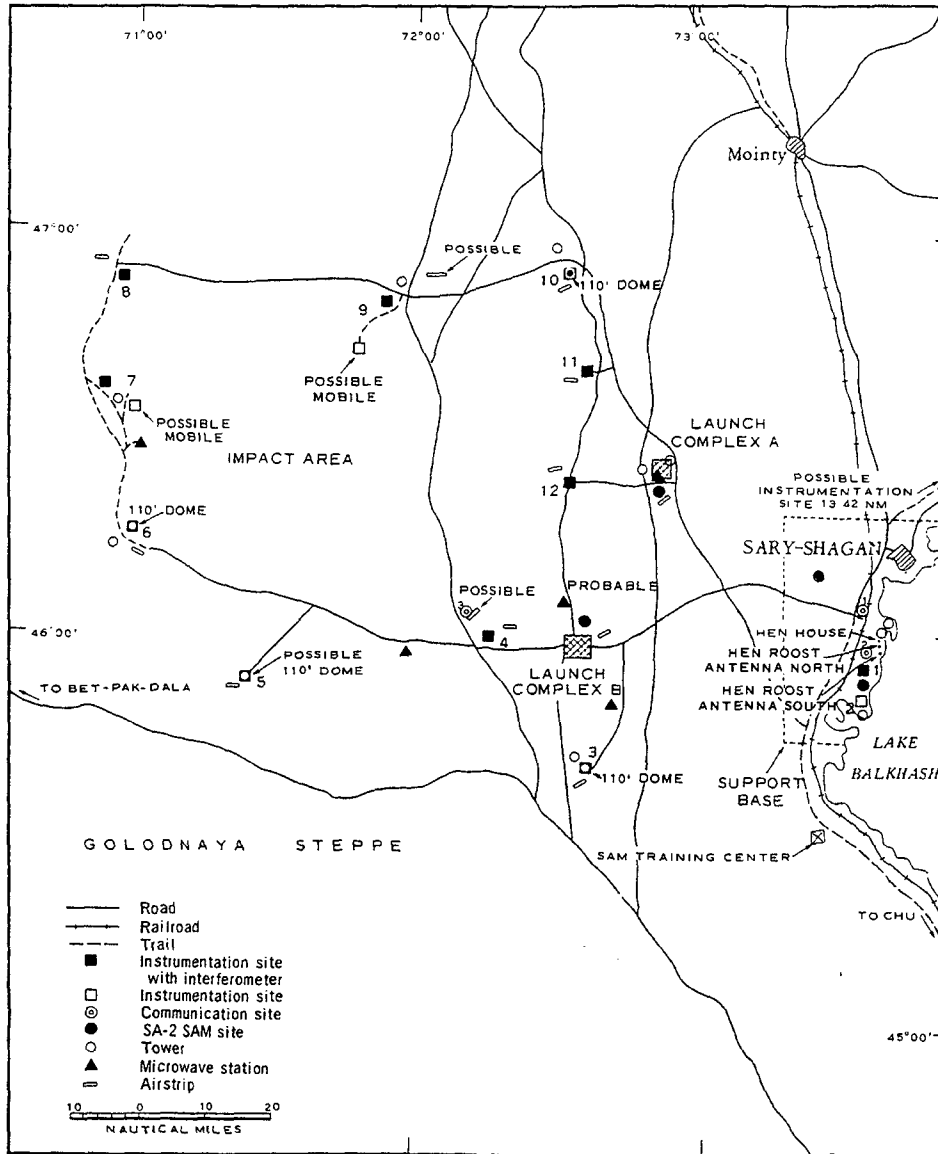 71°00'
72°00'
73°00'
Mointy
47°00'
POSSIBLE
8
9
10
110' DOME
POSSIBLE
MOBILE
11
7
POSSIBLE
MOBILE
IMPACT AREA
LAUNCH
COMPLEX A
12
POSSIBLE
INSTRUMENTATION
SITE 13 42 NM
110' DOME
6
SARY-SHAGAN
PROBABLE
POSSIBLE
3
1
46°00'
4
HEN HOUSE
2
HEN ROOST
ANTENNA NORTH
1
POSSIBLE
110' DOME
5
LAUNCH
COMPLEX B
HEN ROOST
ANTENNA SOUTH
2
TO BET-PAK-DALA
LAKE
BALKHASH
3
110' DOME
SUPPORT
BASE
GOLODNAYA STEPPE
SAM TRAINING CENTER
TO CHU
Road
Railroad
Trail
Instrumentation site
with interferometer
Instrumentation site
Communication site
SA-2 SAM site
Tower
Microwave station
Airstrip
45°00'
10 0 10 20
NAUTICAL MILES